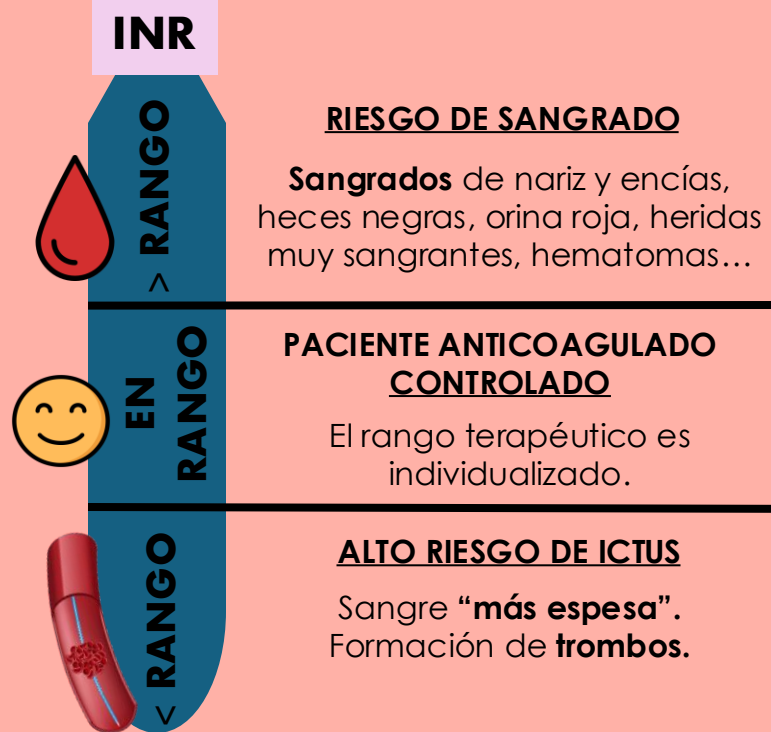 INR
> RANGO
RIESGO DE SANGRADO
Sangrados de nariz y encías,
heces negras, orina roja, heridas
muy sangrantes, hematomas…
EN
RANGO
PACIENTE ANTICOAGULADO
CONTROLADO
El rango terapéutico es
individualizado.
< RANGO
ALTO RIESGO DE ICTUS
Sangre “más espesa”.
Formación de trombos.